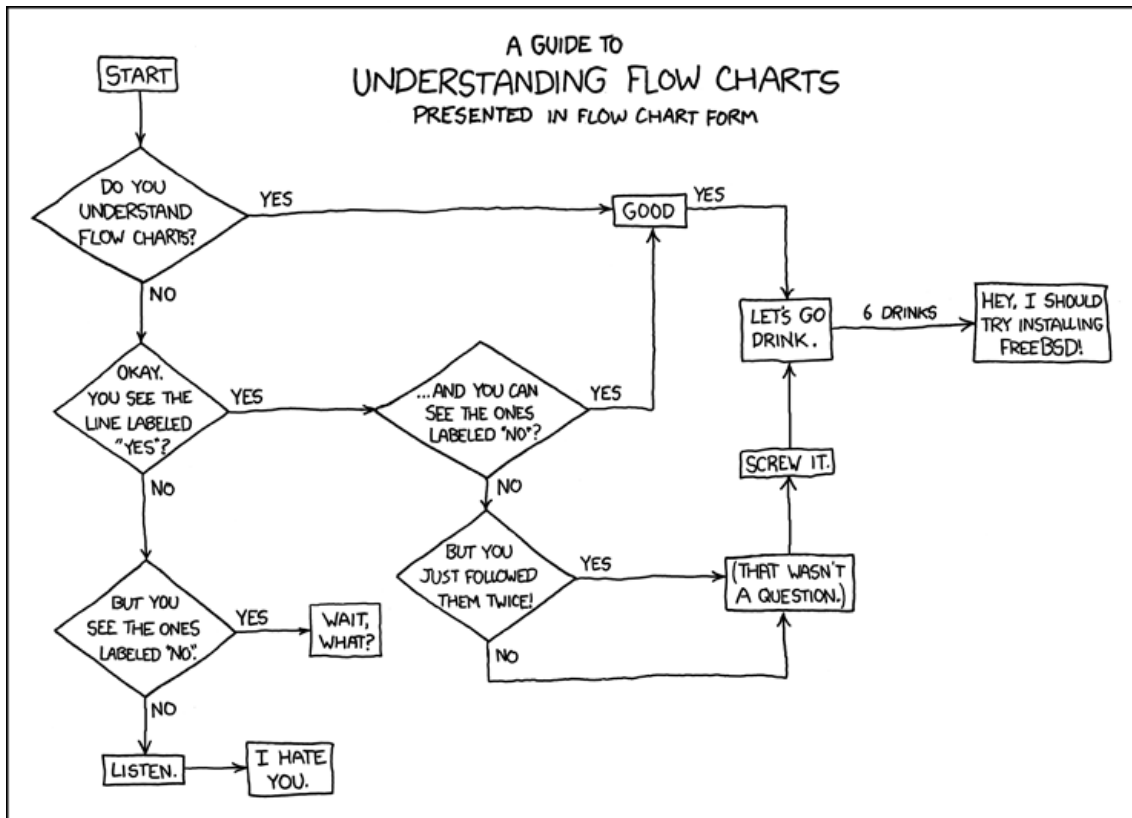 A GUIDE TO
UNDERSTANDING FLOW CHARTS
PRESENTED IN FLOW CHART FORM
START
DO YOU
UNDERSTAND
FLOW CHARTS?
YES
GOOD
YES
NO
LET'S GO
DRINK.
6 DRINKS
HEY, I SHOULD
TRY INSTALLING
FREEBSD!
OKAY.
YOU SEE THE
LINE LABELED
"YES"?
YES
...AND YOU CAN
SEE THE ONES
LABELED "NO"?
YES
NO
NO
SCREW IT.
BUT YOU
JUST FOLLOWED
THEM TWICE!
YES
(THAT WASN'T
A QUESTION.)
NO
BUT YOU
SEE THE ONES
LABELED "NO".
YES
WAIT,
WHAT?
NO
LISTEN.
I HATE
YOU.